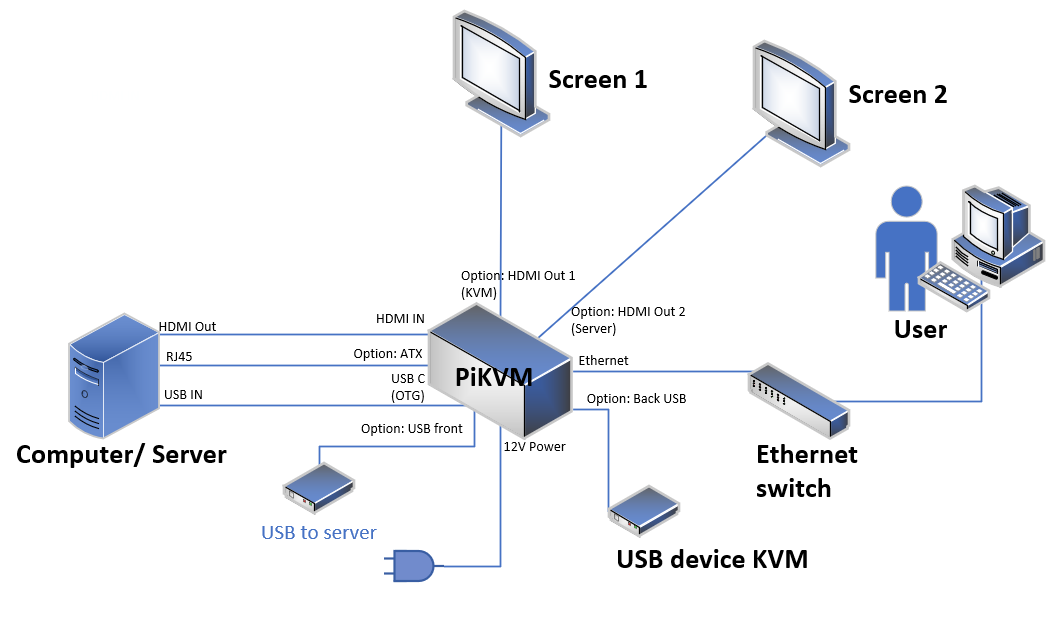 Screen 1
Screen 2
Option: HDMI Out 1
(KVM)
Option: HDMI Out 2
(Server)
User
HDMI Out
HDMI IN
RJ45
Option: ATX
Ethernet
USB IN
USB C
(OTG)
PiKVM
Option: Back USB
Option: USB front
12V Power
Computer/ Server
Ethernet
switch
USB to server
USB device KVM